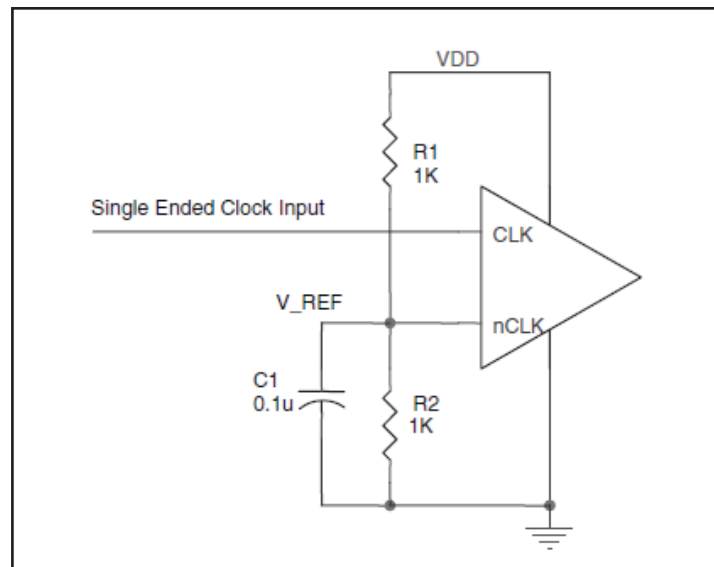 VDD
R1
1K
Single Ended Clock Input
CLK
V_REF
nCLK
C1
0.1u
R2
1K